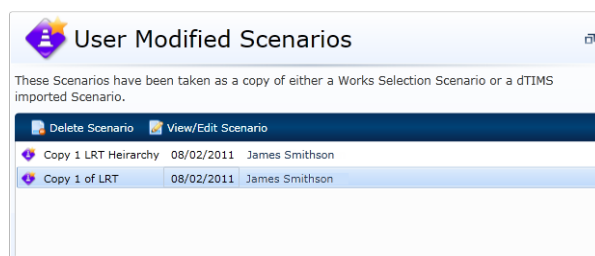 User Modified Scenarios
These Scenarios have been taken as a copy of either a Works Selection Scenario or a dTIMS
imported Scenario.
Delete Scenario View/Edit Scenario
Copy 1 LRT Heirarchy 08/02/2011 James Smithson
Copy 1 of LRT 08/02/2011 James Smithson